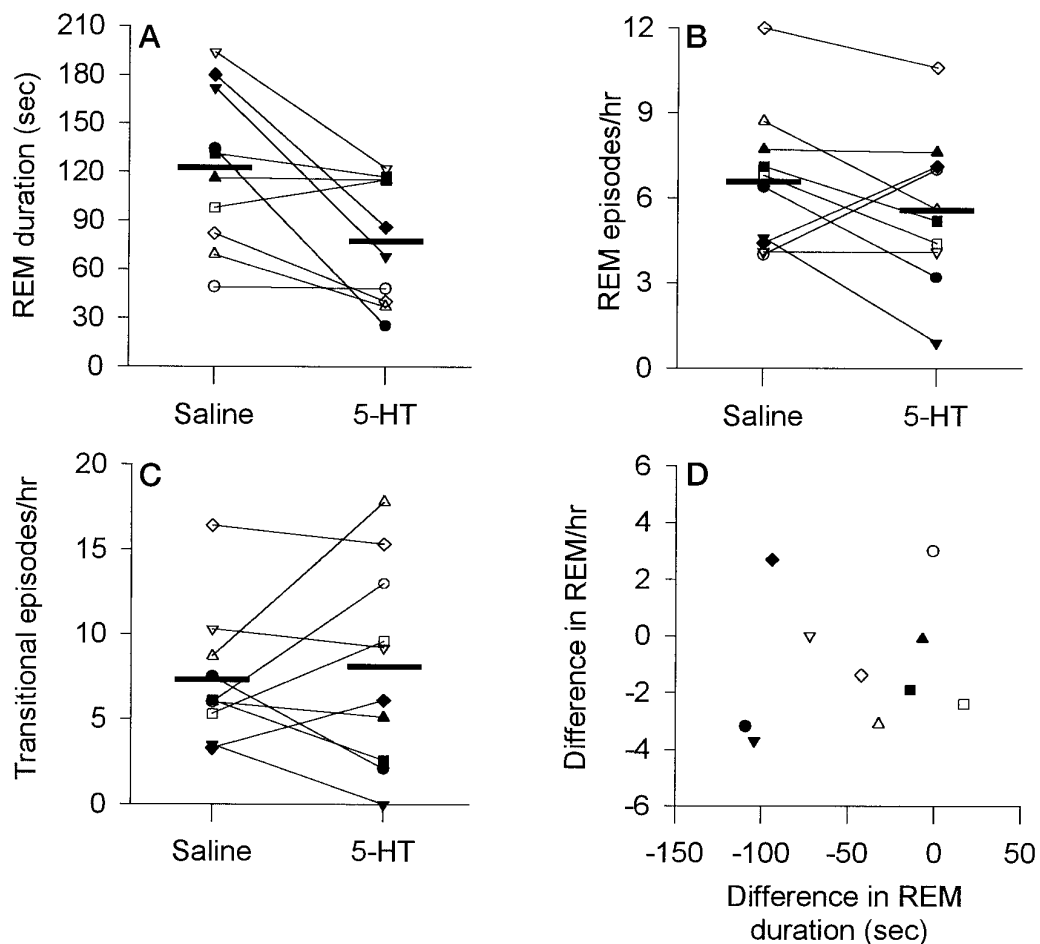 A
REM duration (sec)
210
180
150
120
90
60
30
0
Saline 5-HT
B
REM episodes/hr
12
9
6
3
0
Saline 5-HT
C
Transitional episodes/hr
20
15
10
5
0
Saline 5-HT
D
Difference in REM/hr
6
4
2
0
-2
-4
-6
-150 -100 -50 0 50
Difference in REM
duration (sec)